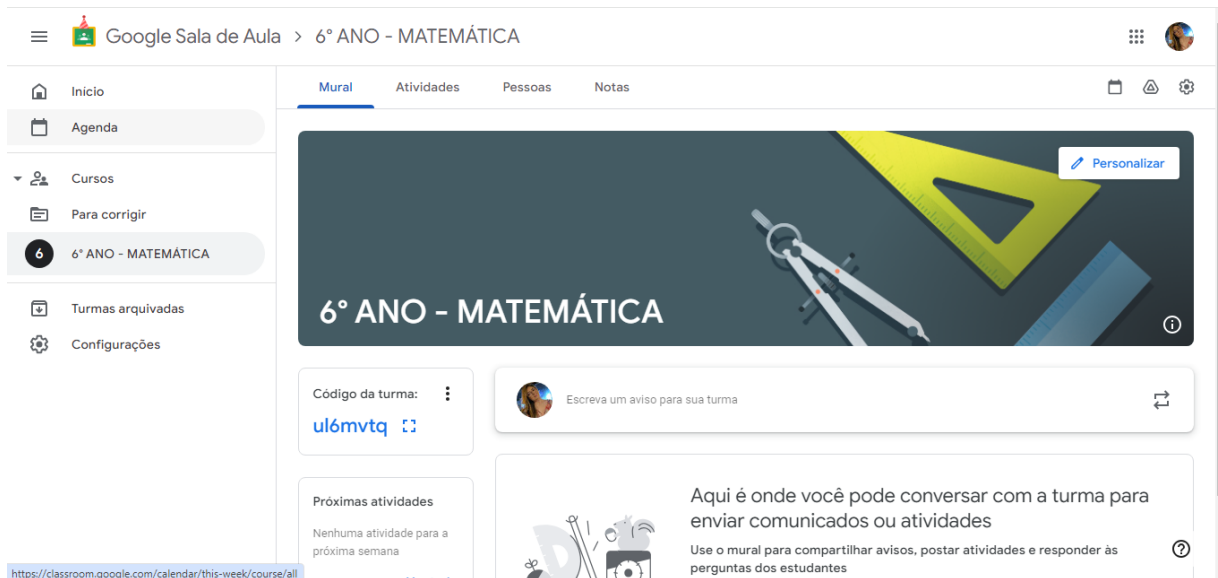 Google Sala de Aula > 6° ANO - MATEMÁTICA
Início
Agenda
Cursos
Para corrigir
6 6° ANO - MATEMÁTICA
Turmas arquivadas
Configurações
Mural Atividades Pessoas Notas
Personalizar
6° ANO - MATEMÁTICA
Código da turma:
ul6mvtq
Escreva um aviso para sua turma
Próximas atividades
Nenhuma atividade para a
próxima semana
Aqui é onde você pode conversar com a turma para
enviar comunicados ou atividades
Use o mural para compartilhar avisos, postar atividades e responder às
perguntas dos estudantes
https://classroom.google.com/calendar/this-week/course/all